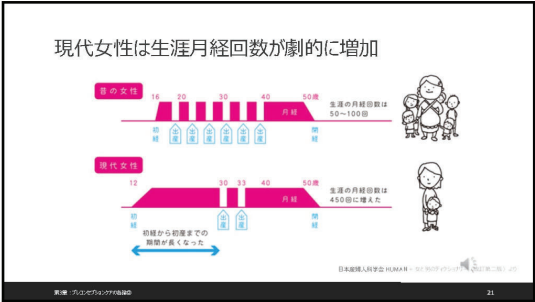 現代女性は生涯月経回数が劇的に増加
昔の女性
16 20 30 40 50歳
月経
初経
出産 出産 出産 出産 出産 出産
閉経
生涯の月経回数は
50〜100回
現代女性
12 30 33 40 50歳
月経
初経
出産 出産
閉経
生涯の月経回数は
450回に増えた
初経から初産までの
期間が長くなった
日本産婦人科学会 HUMAN+
より
21